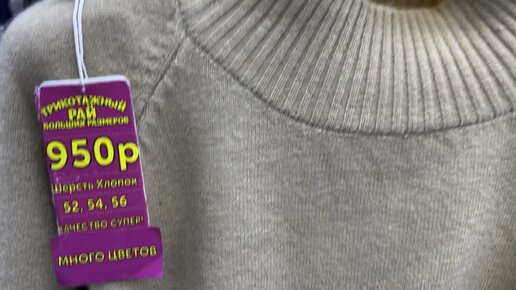 ТРИКОТАЖНЫЙ
РАЙ
БОЛЬШИХ РАЗМЕРОВ
950р
Шерсть Хлопок
52, 54, 56
КАЧЕСТВО СУПЕР!
МНОГО ЦВЕТОВ